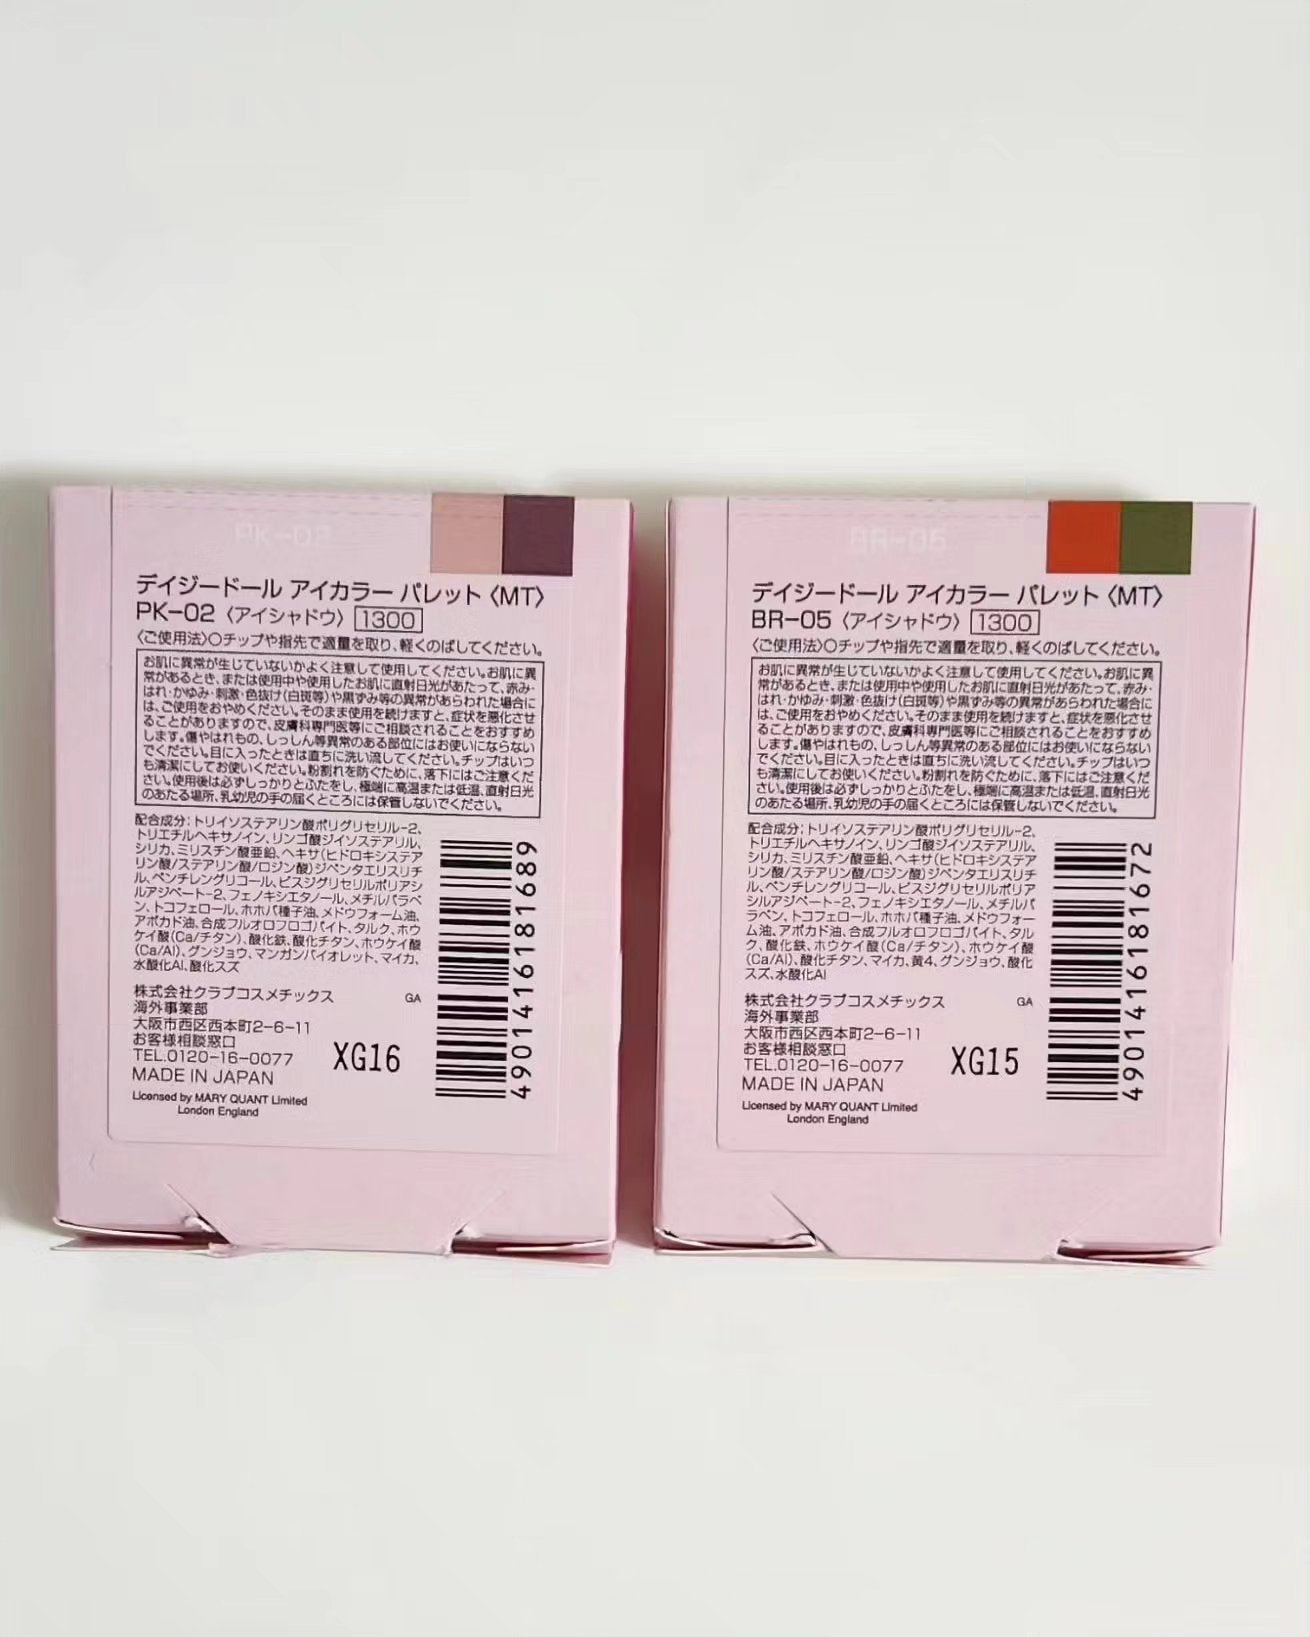 PK-02
デイジードール アイカラー パレット〈MT〉
PK-02〈アイシャドウ〉 1300
〈ご使用法〉○チップや指先で適量を取り、軽くのばしてください。
お肌に異常が生じていないかよく注意して使用してください。お肌に異
常があるとき、または使用中や使用したお肌に直射日光があたって、赤み・
はれ・かゆみ・刺激・色抜け(白斑等)や黒ずみ等の異常があらわれた場合に
は、ご使用をおやめください。そのまま使用を続けますと、症状を悪化させ
ることがありますので、皮膚科専門医等にご相談されることをおすすめ
します。傷やはれもの、しっしん等異常のある部位にはお使いにならない
でください。目に入ったときは直ちに洗い流してください。チップはいつ
も清潔にしてお使いください。粉割れを防ぐために、落下にはご注意くだ
さい。使用後は必ずしっかりとふたをし、極端に高温または低温、直射日光
のあたる場所、乳幼児の手の届くところには保管しないでください。
配合成分:トリイソステアリン酸ポリグリセリル-2、
トリエチルヘキサノイン、リンゴ酸ジイソステアリル、
シリカ、ミリスチン酸亜鉛、ヘキサ(ヒドロキシステア
リン酸/ステアリン酸/ロジン酸)ジペンタエリスリチ
ル、ペンチレングリコール、ビスジグリセリルポリアシ
ルアジペート-2、フェノキシエタノール、メチルパラベ
ン、トコフェロール、ホホバ種子油、メドウフォーム油、
アボカド油、合成フルオロフロゴパイト、タルク、ホウ
ケイ酸(Ca/チタン)、酸化鉄、酸化チタン、ホウケイ酸
(Ca/Al)、グンジョウ、マンガンバイオレット、マイカ、
水酸化Al、酸化スズ
株式会社クラブコスメチックス GA
海外事業部
大阪市西区西本町2-6-11
お客様相談窓口
TEL.0120-16-0077
XG16
MADE IN JAPAN
Licensed by MARY QUANT Limited
London England
4901416181689
BR-05
デイジードール アイカラー パレット〈MT〉
BR-05〈アイシャドウ〉 1300
〈ご使用法〉○チップや指先で適量を取り、軽くのばしてください。
お肌に異常が生じていないかよく注意して使用してください。お肌に異
常があるとき、または使用中や使用したお肌に直射日光があたって、赤み・
はれ・かゆみ・刺激・色抜け(白斑等)や黒ずみ等の異常があらわれた場合に
は、ご使用をおやめください。そのまま使用を続けますと、症状を悪化させ
ることがありますので、皮膚科専門医等にご相談されることをおすすめ
します。傷やはれもの、しっしん等異常のある部位にはお使いにならない
でください。目に入ったときは直ちに洗い流してください。チップはいつ
も清潔にしてお使いください。粉割れを防ぐために、落下にはご注意くだ
さい。使用後は必ずしっかりとふたをし、極端に高温または低温、直射日光
のあたる場所、乳幼児の手の届くところには保管しないでください。
配合成分:トリイソステアリン酸ポリグリセリル-2、
トリエチルヘキサノイン、リンゴ酸ジイソステアリル、
シリカ、ミリスチン酸亜鉛、ヘキサ(ヒドロキシステア
リン酸/ステアリン酸/ロジン酸)ジペンタエリスリチ
ル、ペンチレングリコール、ビスジグリセリルポリア
シルアジペート-2、フェノキシエタノール、メチルパ
ラベン、トコフェロール、ホホバ種子油、メドウフォー
ム油、アボカド油、合成フルオロフロゴパイト、タル
ク、酸化鉄、ホウケイ酸(Ca/チタン)、ホウケイ酸
(Ca/Al)、酸化チタン、マイカ、黄4、グンジョウ、酸化
スズ、水酸化Al
株式会社クラブコスメチックス GA
海外事業部
大阪市西区西本町2-6-11
お客様相談窓口
TEL.0120-16-0077
XG15
MADE IN JAPAN
Licensed by MARY QUANT Limited
London England
4901416181672